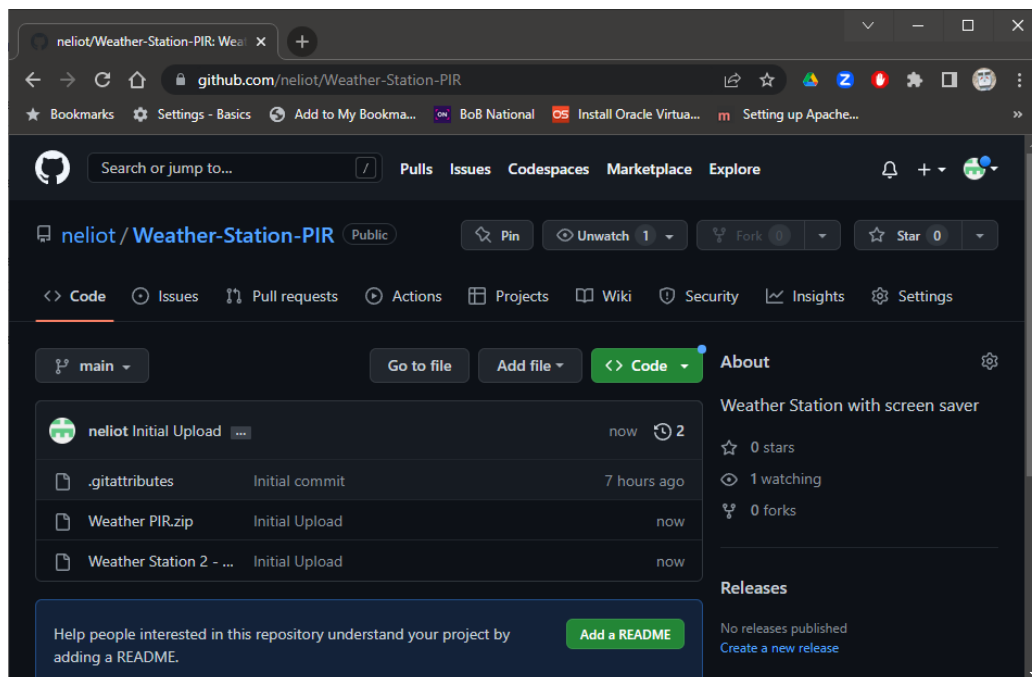 neliot/Weather-Station-PIR: Wea
github.com/neliot/Weather-Station-PIR
Bookmarks Settings - Basics Add to My Bookma... BoB National Install Oracle Virtua... Setting up Apache... »
Search or jump to... / Pulls Issues Codespaces Marketplace Explore
neliot / Weather-Station-PIR Public Pin Unwatch 1 Fork 0 Star 0
Code Issues Pull requests Actions Projects Wiki Security Insights Settings
main Go to file Add file Code About
Weather Station with screen saver
neliot Initial Upload ... now 2
0 stars
.gitattributes Initial commit 7 hours ago
1 watching
Weather PIR.zip Initial Upload now
0 forks
Weather Station 2 - ... Initial Upload now
Releases
Help people interested in this repository understand your project by
adding a README.
Add a README
No releases published
Create a new release